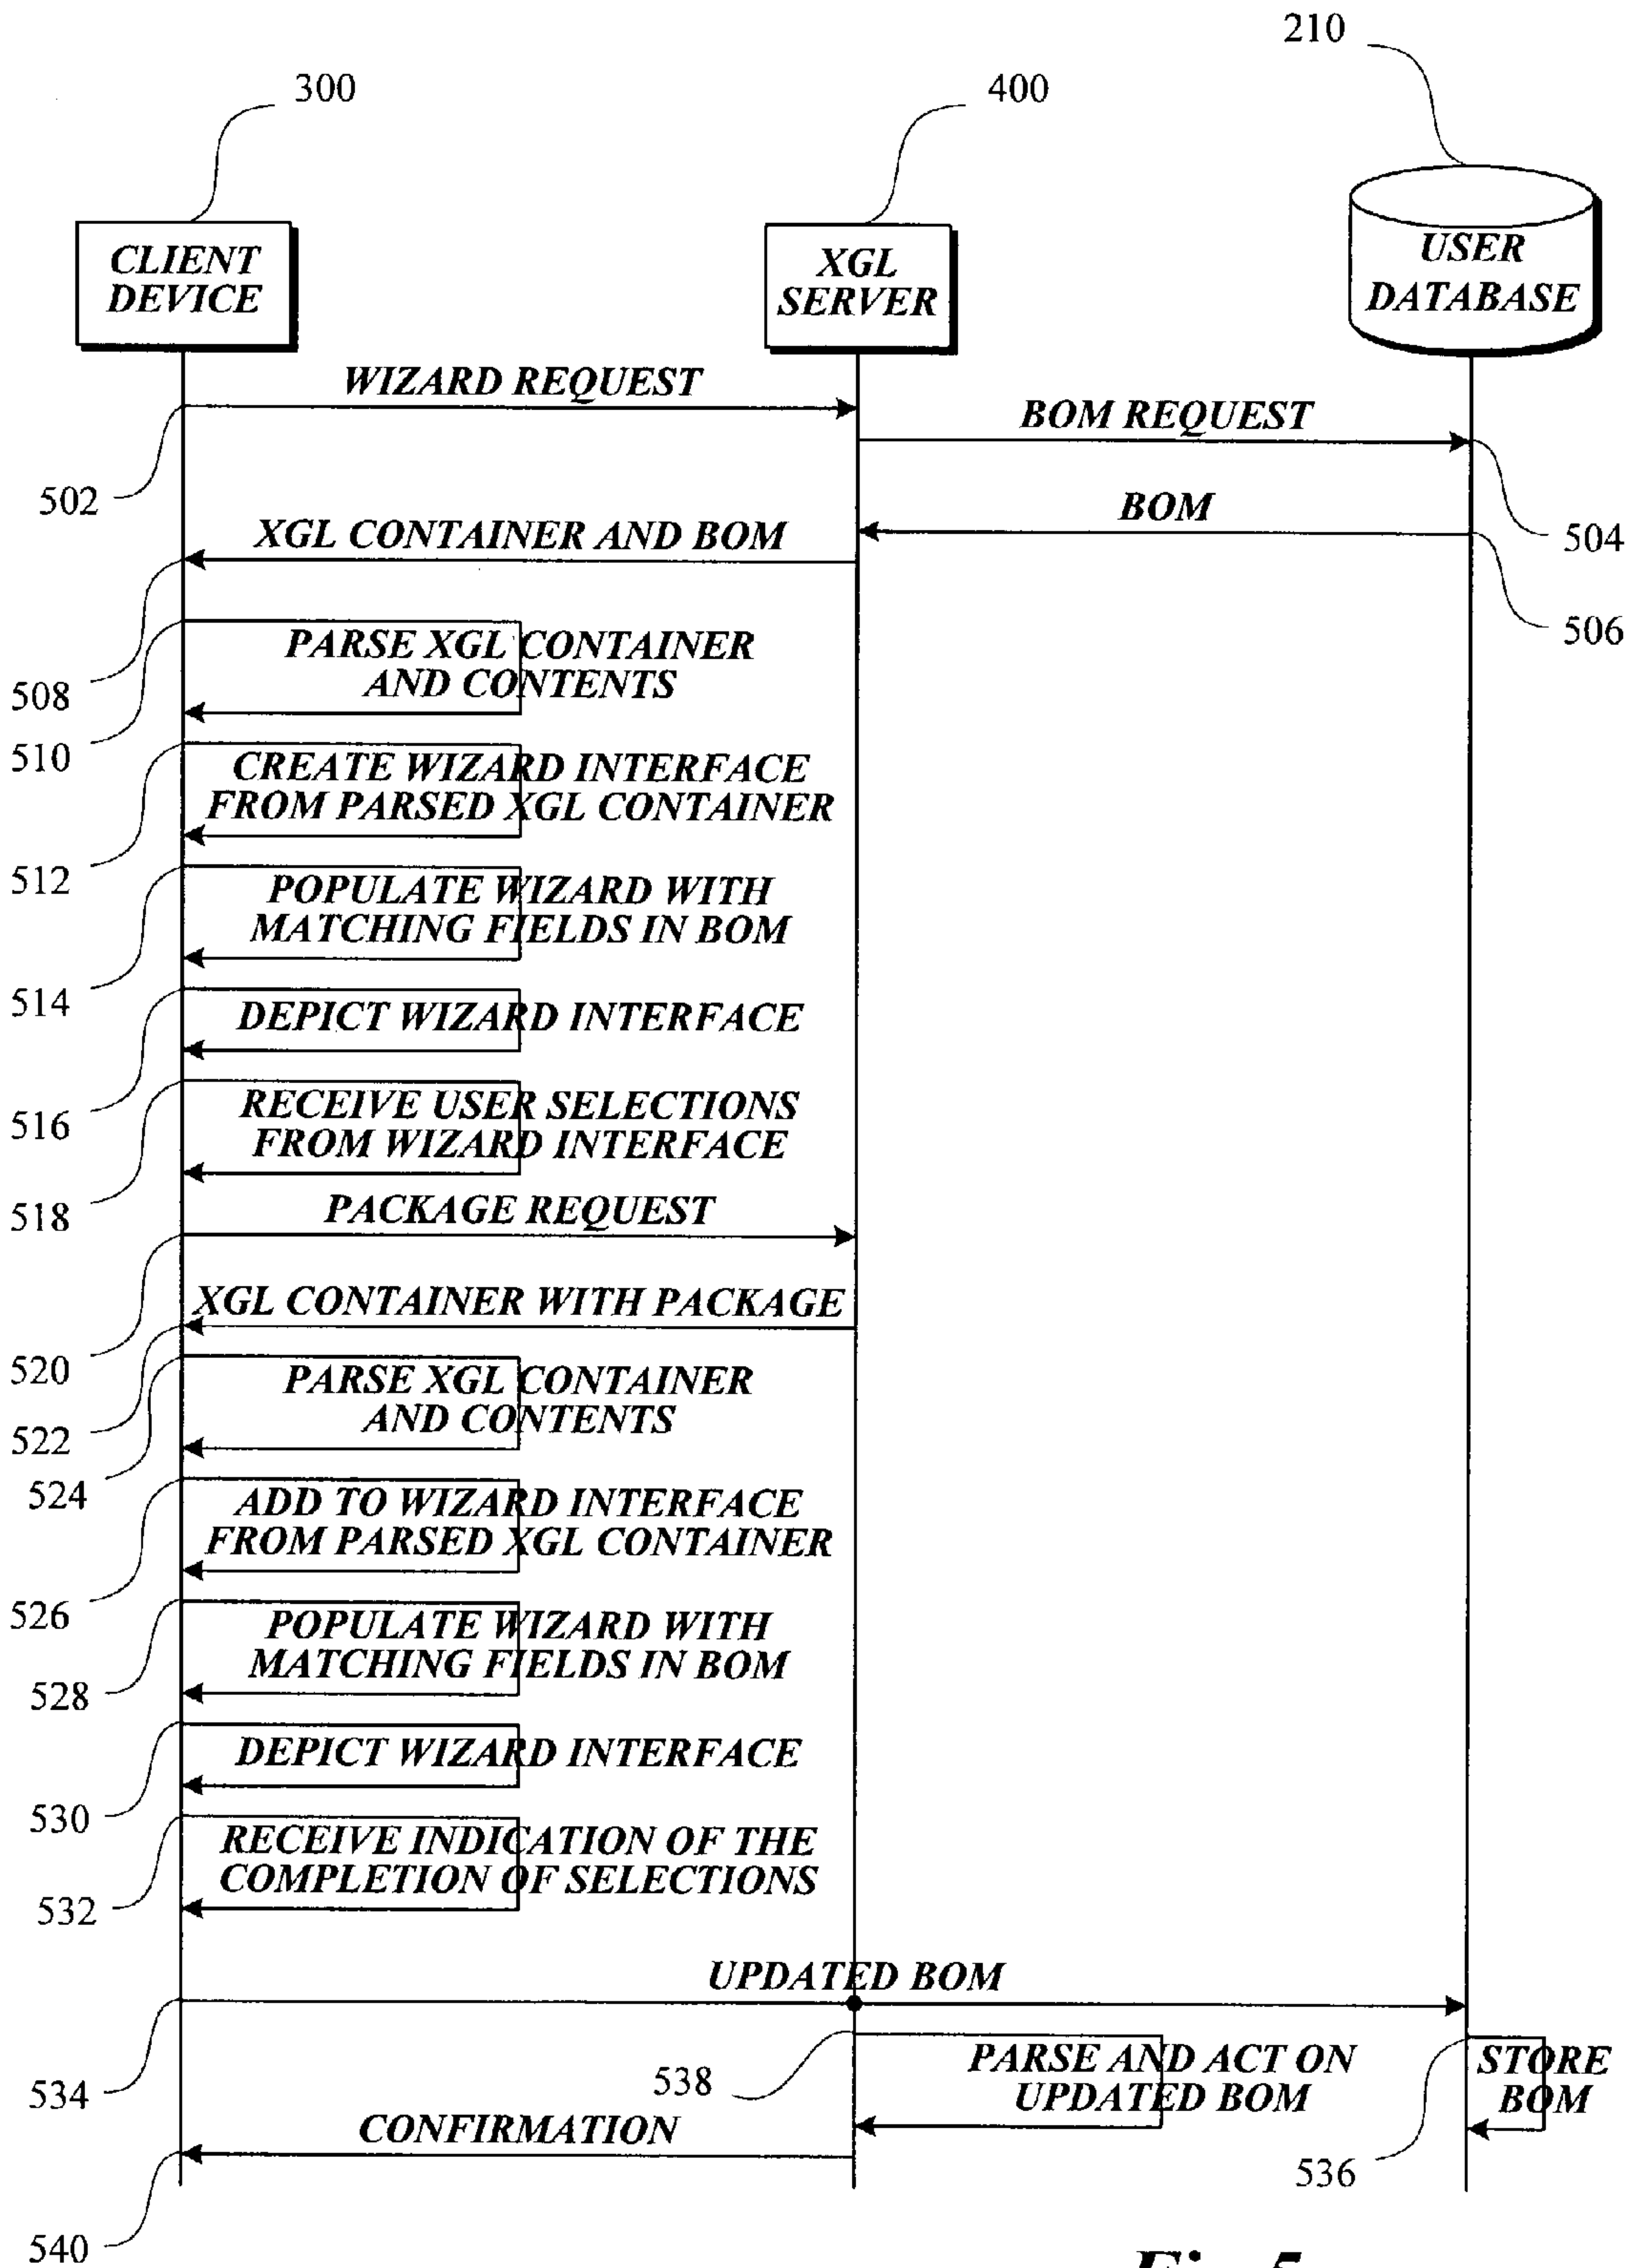 210
300
400
CLIENT
DEVICE
XGL
SERVER
USER
DATABASE
WIZARD REQUEST
BOM REQUEST
502
BOM
504
XGL CONTAINER AND BOM
506
PARSE XGL CONTAINER
AND CONTENTS
508
510
CREATE WIZARD INTERFACE
FROM PARSED XGL CONTAINER
512
POPULATE WIZARD WITH
MATCHING FIELDS IN BOM
514
DEPICT WIZARD INTERFACE
516
RECEIVE USER SELECTIONS
FROM WIZARD INTERFACE
518
PACKAGE REQUEST
XGL CONTAINER WITH PACKAGE
520
PARSE XGL CONTAINER
AND CONTENTS
522
524
ADD TO WIZARD INTERFACE
FROM PARSED XGL CONTAINER
526
POPULATE WIZARD WITH
MATCHING FIELDS IN BOM
528
DEPICT WIZARD INTERFACE
530
RECEIVE INDICATION OF THE
COMPLETION OF SELECTIONS
532
UPDATED BOM
534
538
PARSE AND ACT ON
UPDATED BOM
STORE
BOM
CONFIRMATION
536
540
Fig. 5